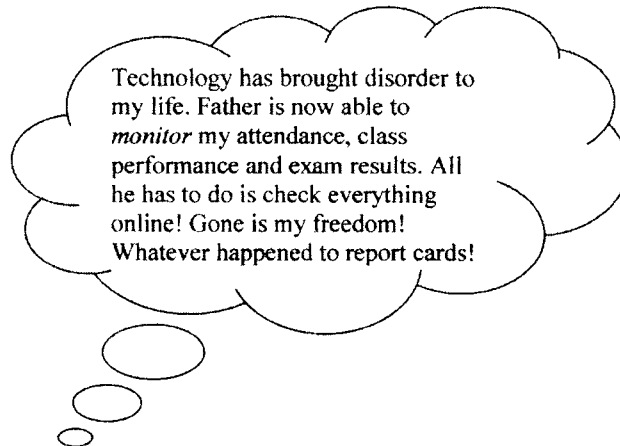 Technology has brought disorder to
my life. Father is now able to
monitor my attendance, class
performance and exam results. All
he has to do is check everything
online! Gone is my freedom!
Whatever happened to report cards!